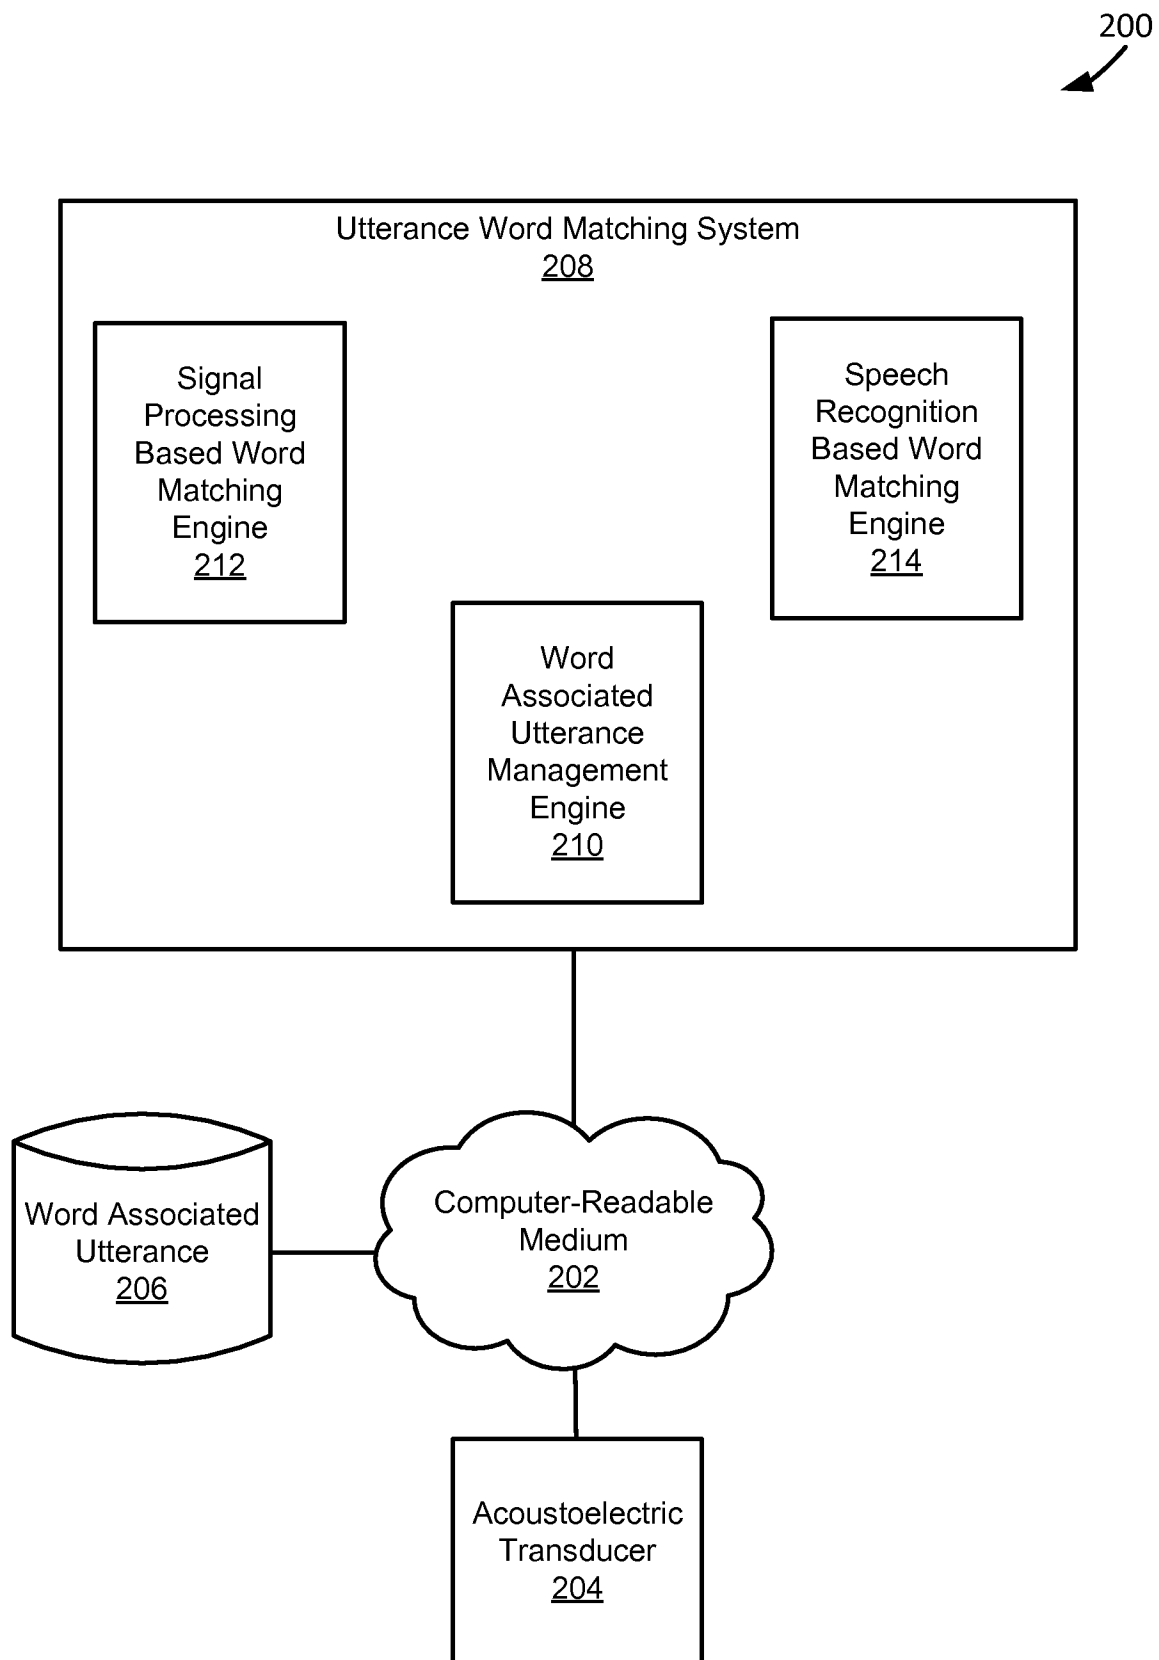 200
Utterance Word Matching System
208
Signal
Processing
Based Word
Matching
Engine
212
Speech
Recognition
Based Word
Matching
Engine
214
Word
Associated
Utterance
Management
Engine
210
Word Associated
Utterance
206
Computer-Readable
Medium
202
Acoustoelectric
Transducer
204